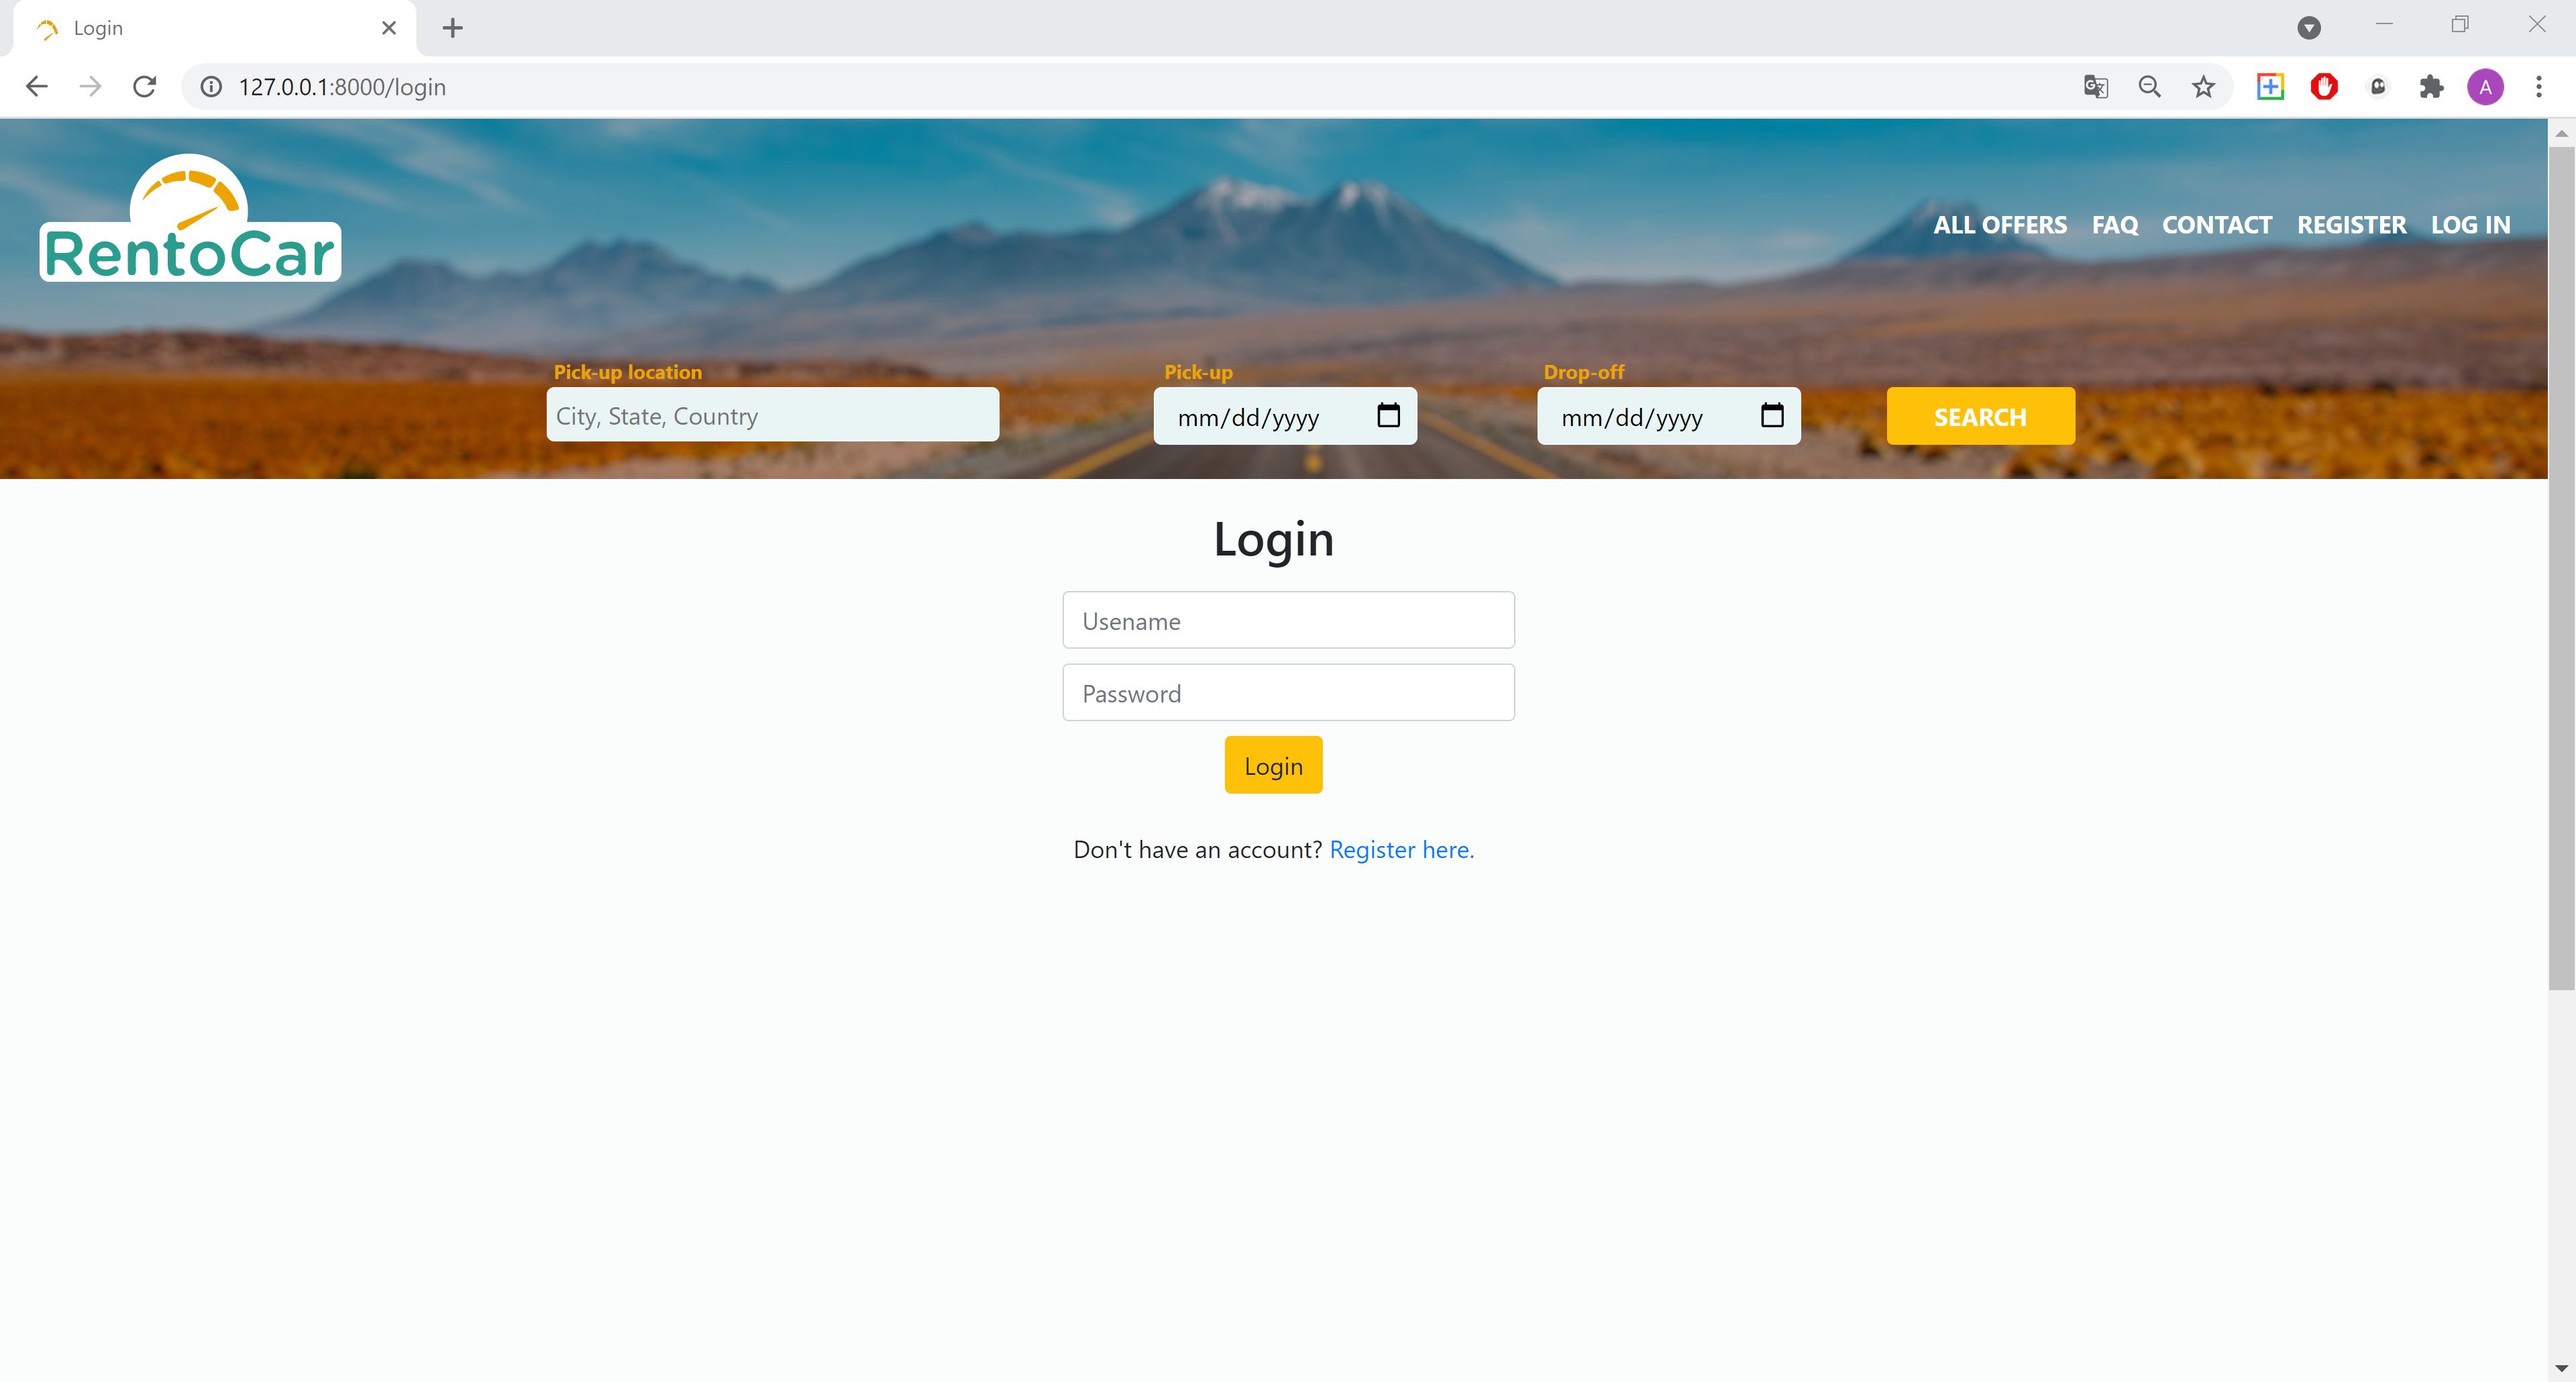 Login
127.0.0.1:8000/login
A
RentoCar
ALL OFFERS FAQ CONTACT REGISTER LOG IN
Pick-up location Pick-up Drop-off
City, State, Country mm/dd/yyyy mm/dd/yyyy SEARCH
Login
Usename
Password
Login
Don't have an account? Register here.